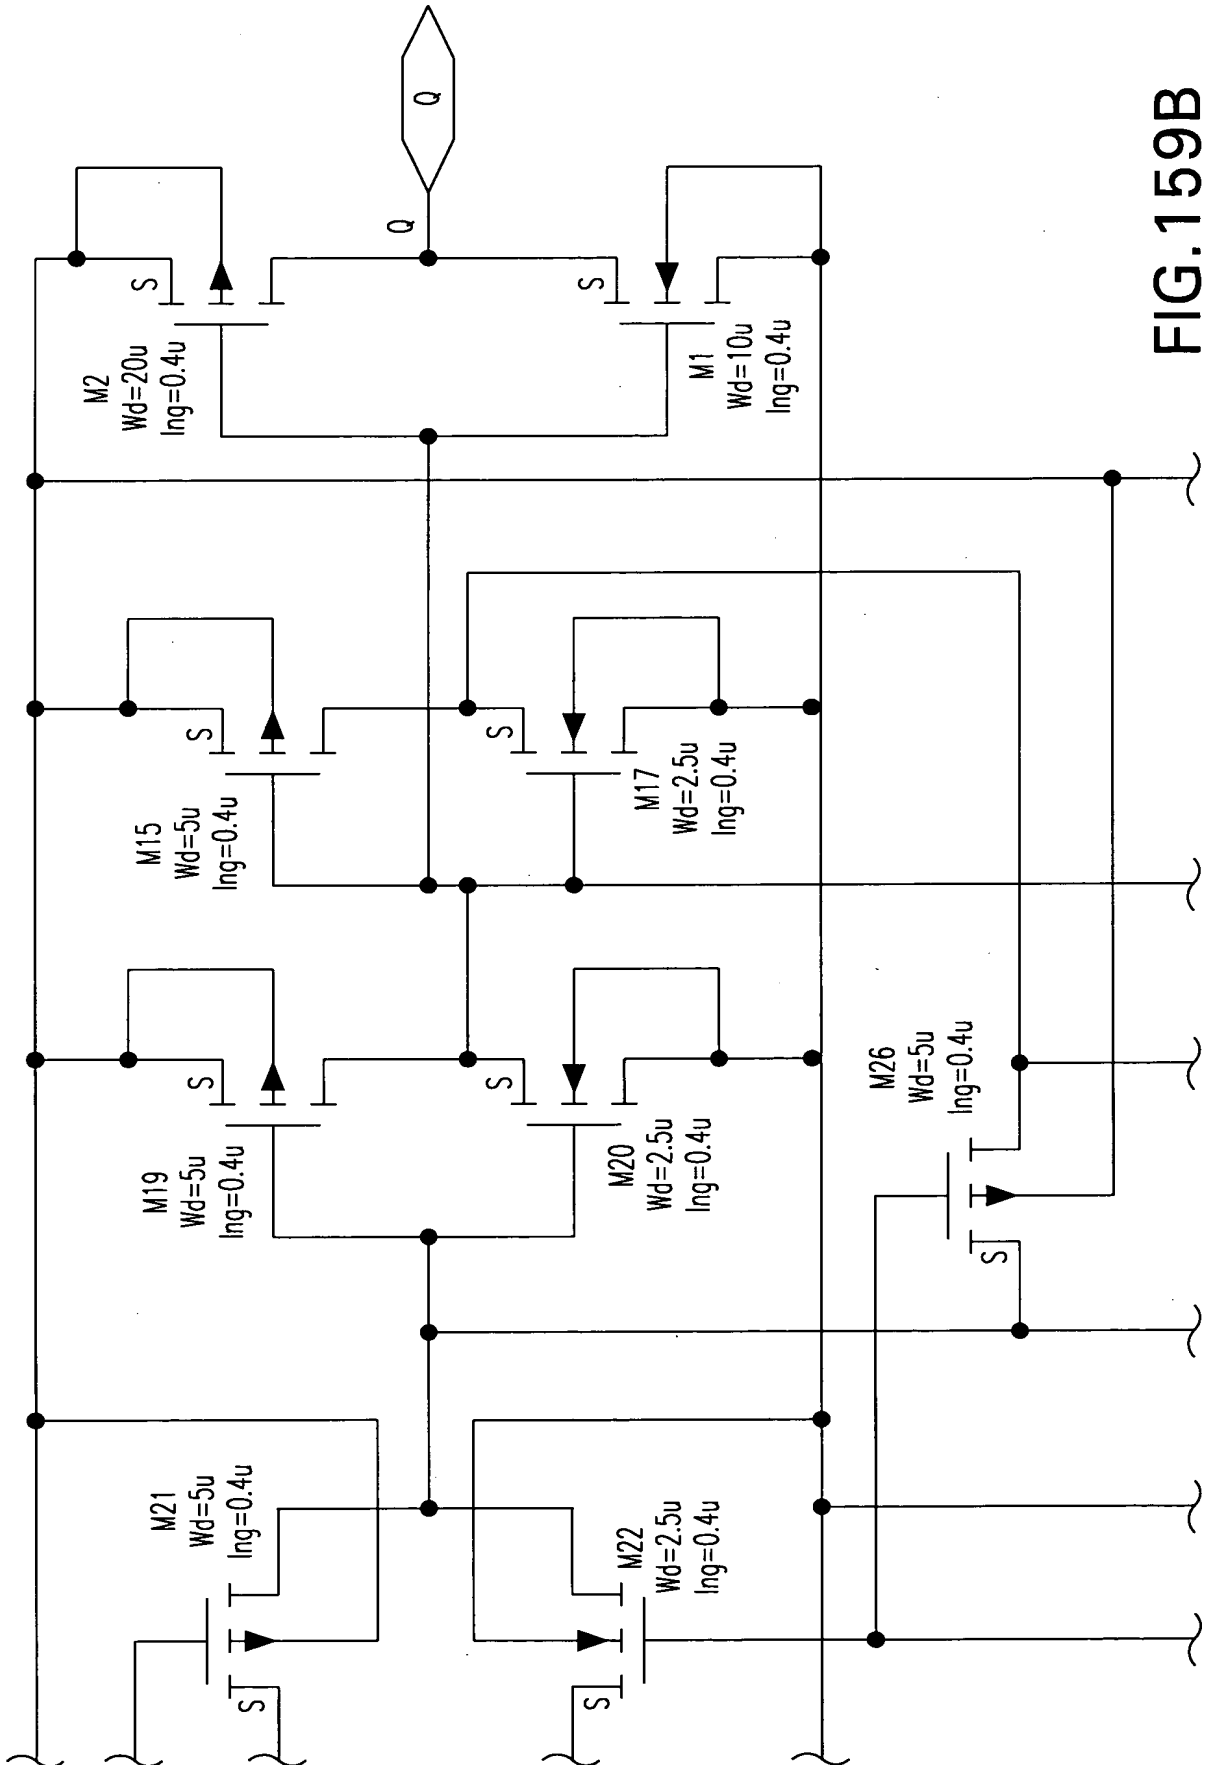 Q
Q
S
M2
Wd=20u
lng=0.4u
S
M1
Wd=10u
lng=0.4u
S
M15
Wd=5u
lng=0.4u
S
M17
Wd=2.5u
lng=0.4u
S
M19
Wd=5u
lng=0.4u
S
M20
Wd=2.5u
lng=0.4u
M26
Wd=5u
lng=0.4u
S
M21
Wd=5u
lng=0.4u
S
M22
Wd=2.5u
lng=0.4u
S
FIG.159B